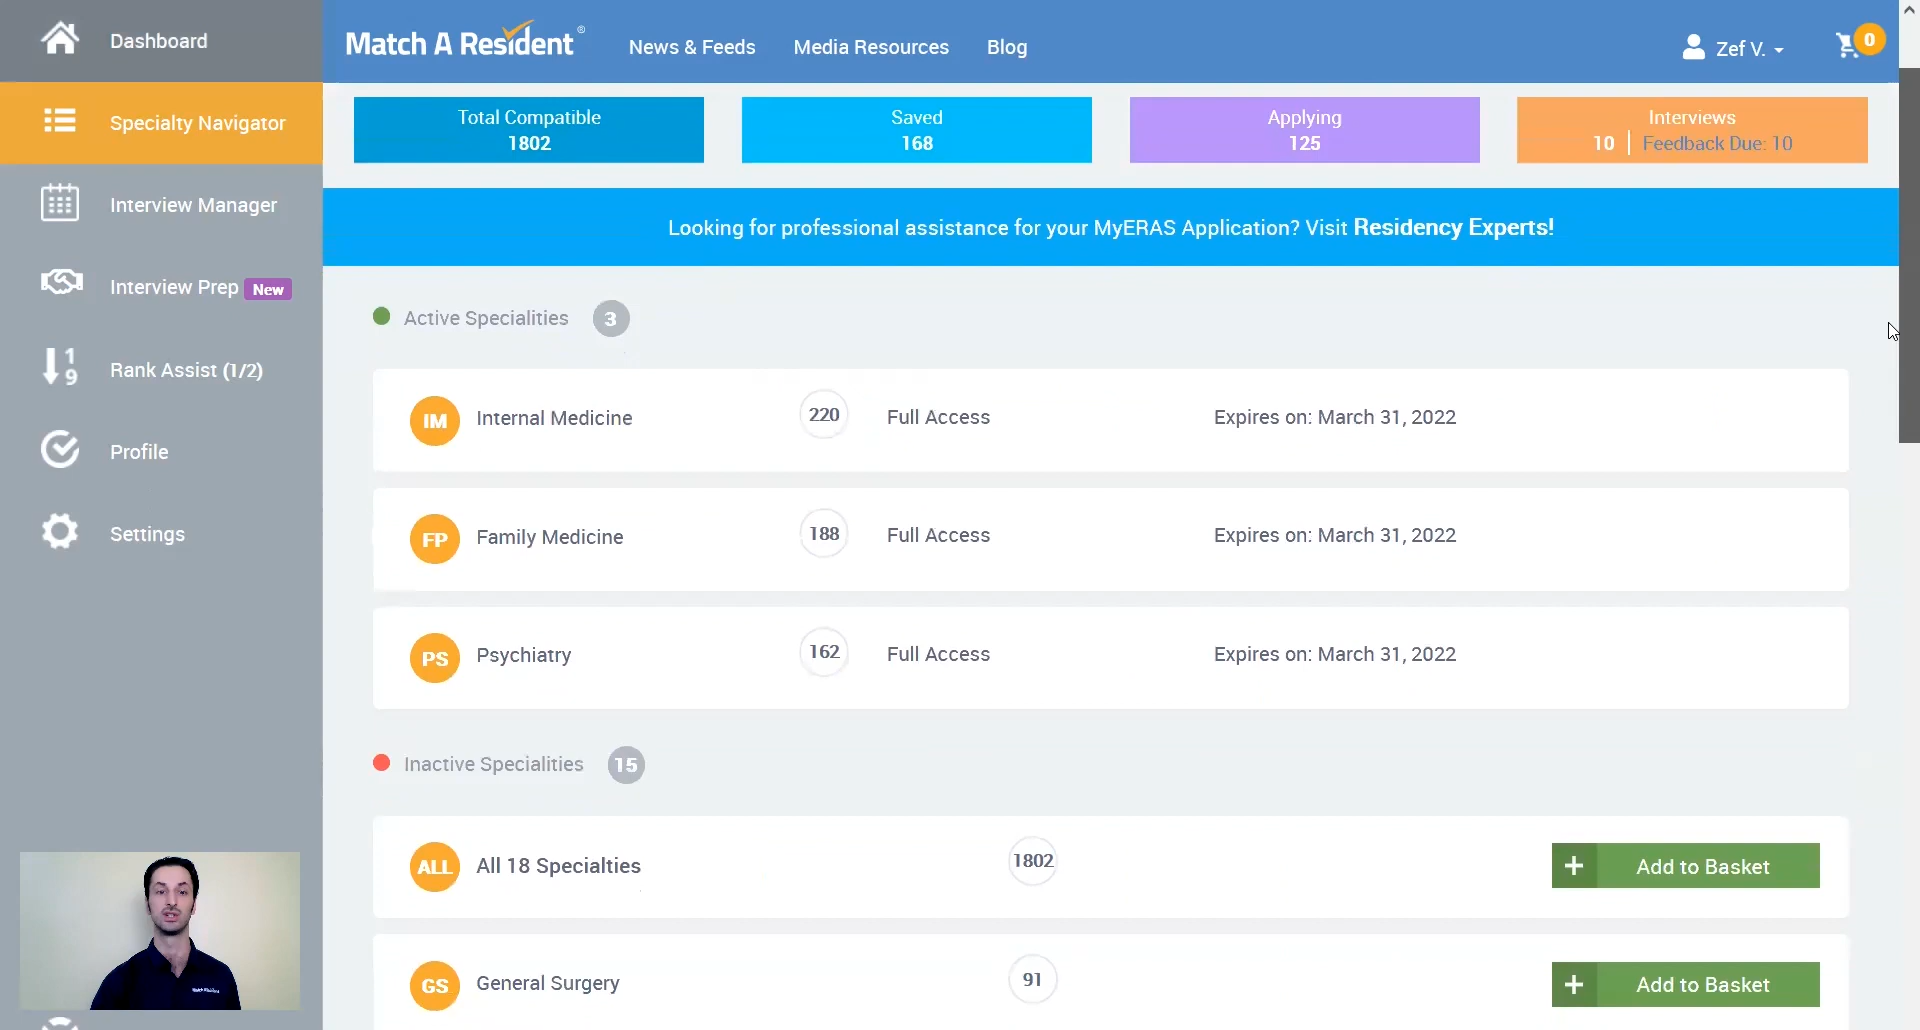 Dashboard
Specialty Navigator
Interview Manager
Interview Prep New
1
9
Rank Assist (1/2)
Profile
Settings
Match A Resident®
News & Feeds
Media Resources
Blog
Zef V.
0
Total Compatible
1802
Saved
168
Applying
125
Interviews
10 | Feedback Due: 10
Looking for professional assistance for your MyERAS Application? Visit Residency Experts!
Active Specialities 3
IM Internal Medicine 220 Full Access Expires on: March 31, 2022
FP Family Medicine 188 Full Access Expires on: March 31, 2022
PS Psychiatry 162 Full Access Expires on: March 31, 2022
Inactive Specialities 15
ALL All 18 Specialties 1802 + Add to Basket
GS General Surgery 91 + Add to Basket